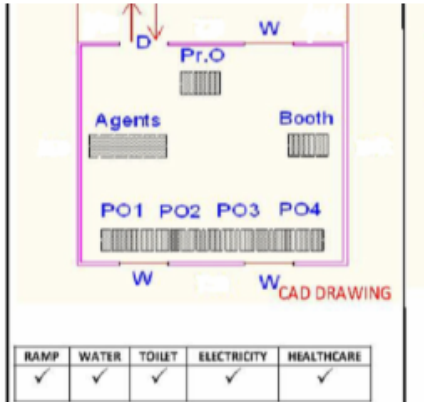 D W
Pr.O
Agents Booth
PO1 PO2 PO3 PO4
W W
CAD DRAWING
RAMP WATER TOILET ELECTRICITY HEALTHCARE
✓ ✓ ✓ ✓ ✓